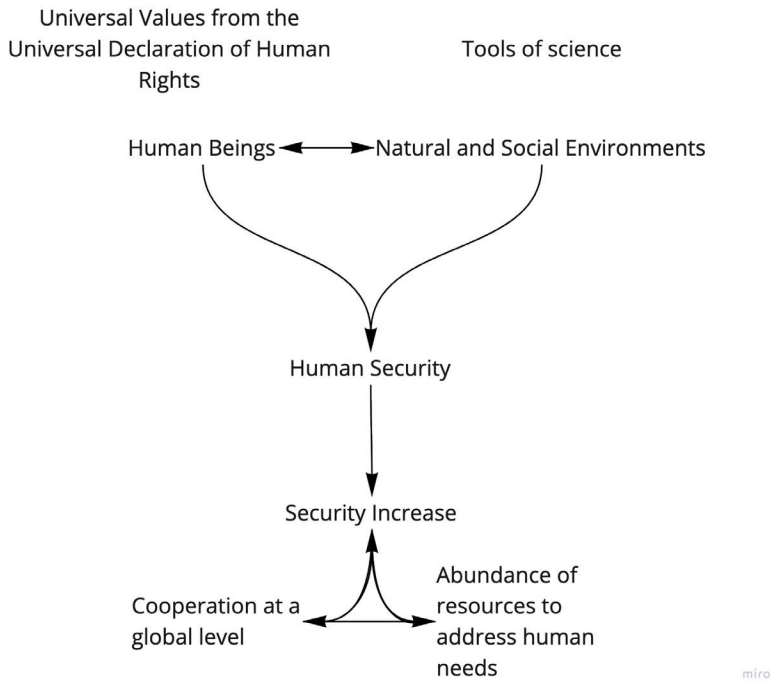 Universal Values from the
Universal Declaration of Human
Rights
Tools of science
Human Beings
Natural and Social Environments
Human Security
Security Increase
Cooperation at a
global level
Abundance of
resources to
address human
needs
miro